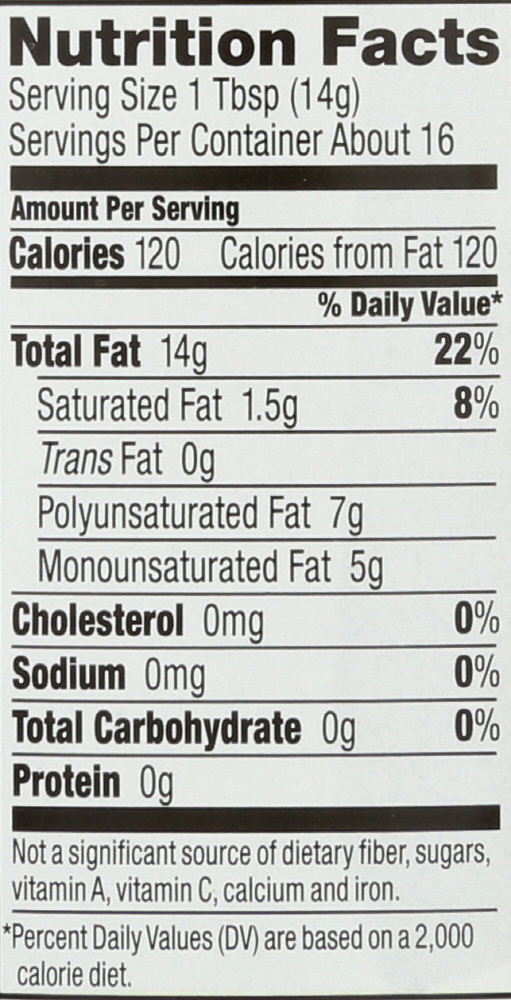 Nutrition Facts
Serving Size 1 Tbsp (14g)
Servings Per Container About 16
Amount Per Serving
Calories 120 Calories from Fat 120
% Daily Value*
Total Fat 14g 22%
Saturated Fat 1.5g 8%
Trans Fat 0g
Polyunsaturated Fat 7g
Monounsaturated Fat 5g
Cholesterol 0mg 0%
Sodium 0mg 0%
Total Carbohydrate 0g 0%
Protein 0g
Not a significant source of dietary fiber, sugars,
vitamin A, vitamin C, calcium and iron.
*Percent Daily Values (DV) are based on a 2,000
calorie diet.